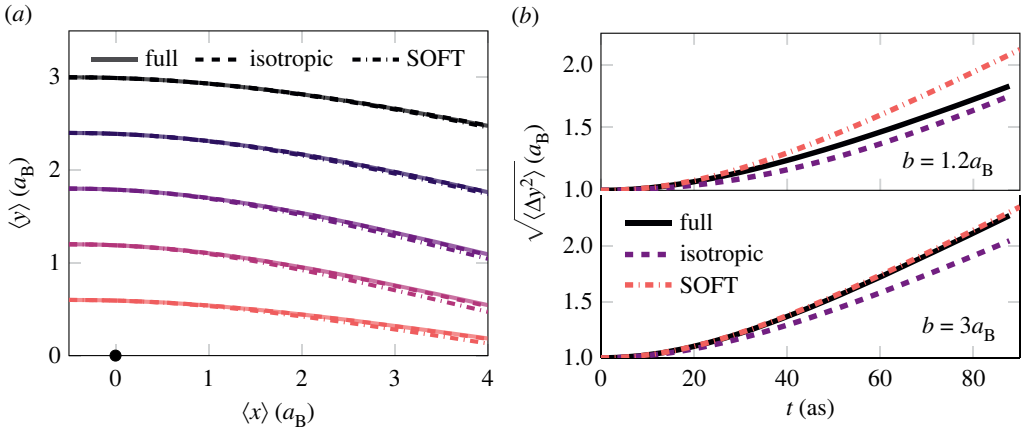 (a)
full isotropic SOFT
3
2
1
0
⟨y⟩ (a_B)
0 1 2 3 4
⟨x⟩ (a_B)
(b)
2.0
1.5
1.0
b = 1.2a_B
√⟨Δy²⟩ (a_B)
full
isotropic
SOFT
2.0
1.5
1.0
b = 3a_B
0 20 40 60 80
t (as)